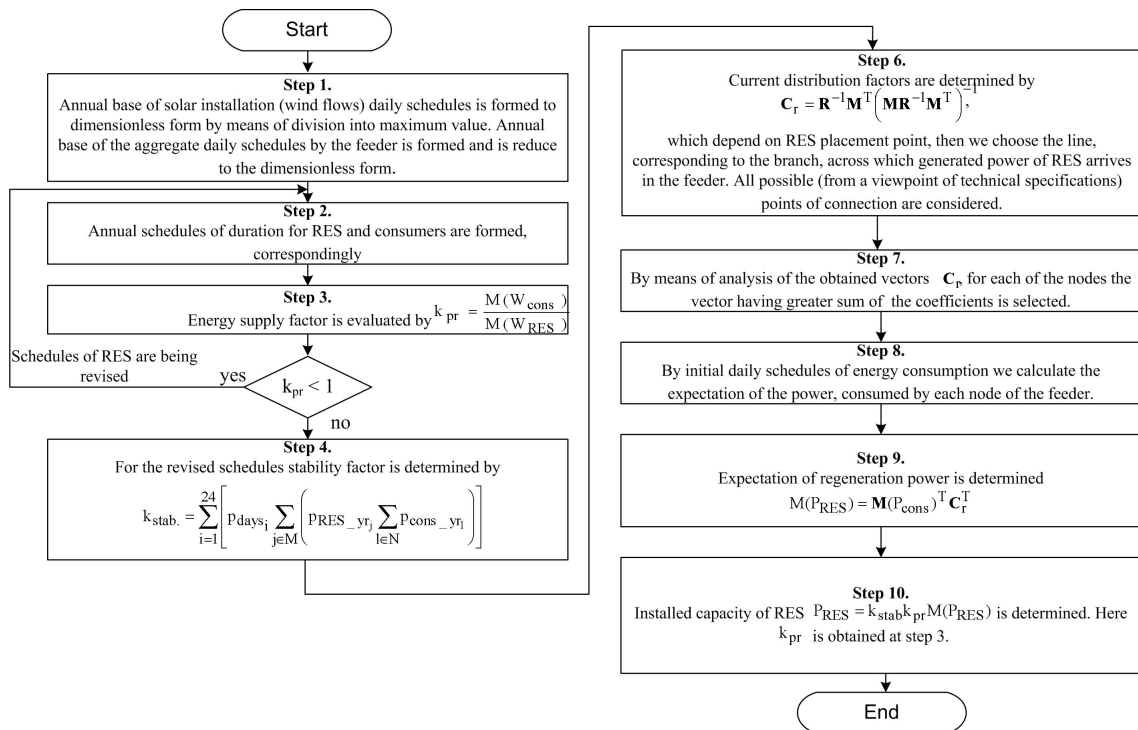 Start
Step 1.
Annual base of solar installation (wind flows) daily schedules is formed to
dimensionless form by means of division into maximum value. Annual
base of the aggregate daily schedules by the feeder is formed and is reduce
to the dimensionless form.
Step 2.
Annual schedules of duration for RES and consumers are formed,
correspondingly
Step 3.
Energy supply factor is evaluated by k pr = M(W_cons) / M(W_RES)
Schedules of RES are being
revised
yes
k_pr < 1
no
Step 4.
For the revised schedules stability factor is determined by
k_stab. = ∑_{i=1}^{24} [ p_days_i ∑_{j∈M} ( p_RES_yr_j ∑_{l∈N} p_cons_yr_l ) ]
Step 6.
Current distribution factors are determined by
C_r = R^{-1}M^T(MR^{-1}M^T)^{-1},
which depend on RES placement point, then we choose the line,
corresponding to the branch, across which generated power of RES arrives
in the feeder. All possible (from a viewpoint of technical specifications)
points of connection are considered.
Step 7.
By means of analysis of the obtained vectors C_r, for each of the nodes the
vector having greater sum of the coefficients is selected.
Step 8.
By initial daily schedules of energy consumption we calculate the
expectation of the power, consumed by each node of the feeder.
Step 9.
Expectation of regeneration power is determined
M(P_RES) = M(P_cons)^T C_r^T
Step 10.
Installed capacity of RES P_RES = k_stab k_pr M(P_RES) is determined. Here
k_pr is obtained at step 3.
End